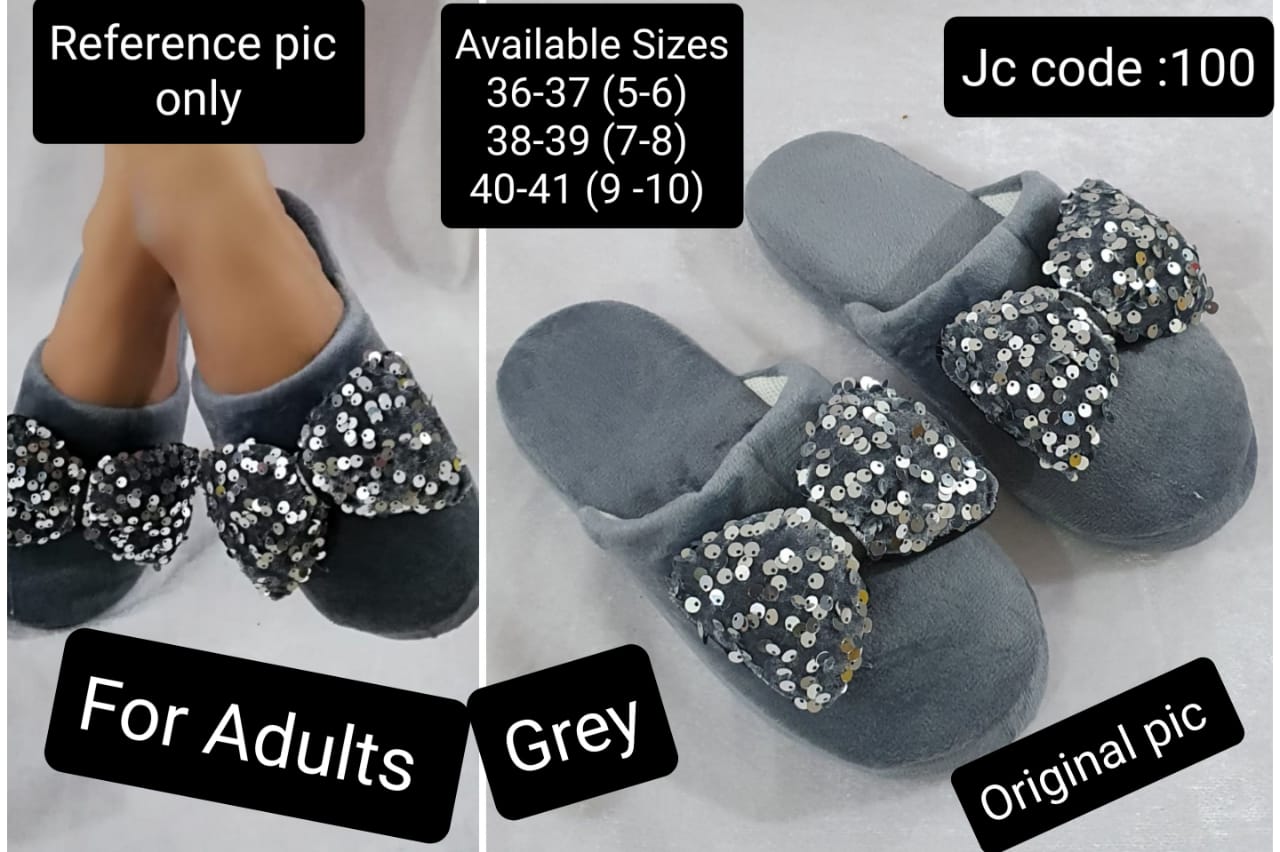 Reference pic
only
Available Sizes
36-37 (5-6)
38-39 (7-8)
40-41 (9 -10)
Jc code :100
For Adults
Grey
Original pic